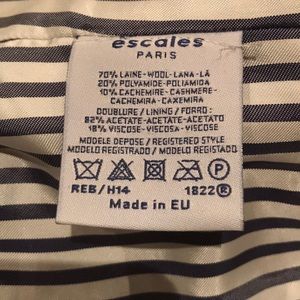 escales
PARIS
70% LAINE-WOOL-LANA-LÃ
20% POLYAMIDE-POLIAMIDA
10% CACHEMIRE-CASHMERE-
CACHEMIRA-CAXEMIRA
DOUBLURE / LINING / FORRO :
82% ACETATE-ACETATE-ACETATO
18% VISCOSE-VISCOSE-VISCOSA
MODELE DEPOSE / REGISTERED STYLE
MODELO REGISTRADO / MODELO REGISTADO
REB/H14 1822®
Made in EU